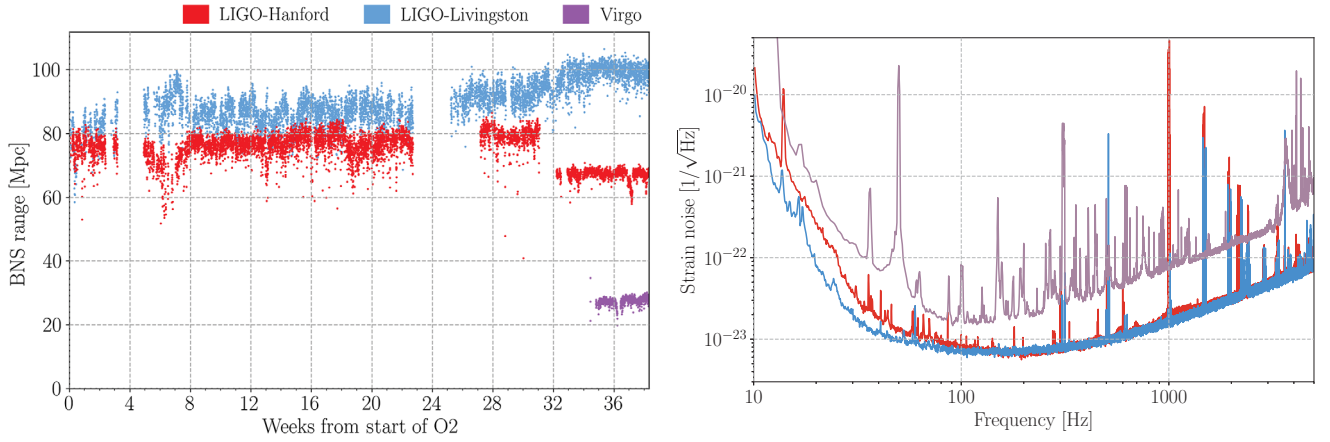 LIGO-Hanford LIGO-Livingston Virgo
BNS range [Mpc]
100
80
60
40
20
0
0 4 8 12 16 20 24 28 32 36
Weeks from start of O2
Strain noise [1/√Hz]
10⁻²⁰
10⁻²¹
10⁻²²
10⁻²³
10 100 1000
Frequency [Hz]